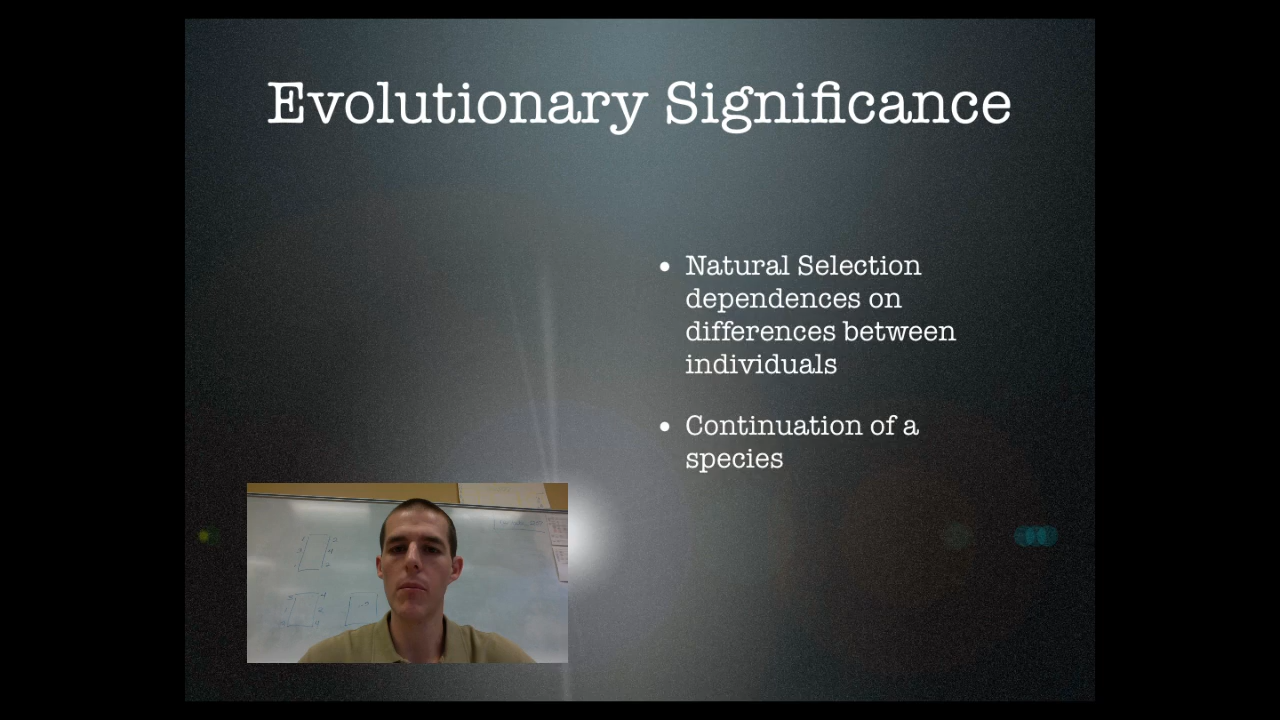 Evolutionary Significance
• Natural Selection
dependences on
differences between
individuals
• Continuation of a
species